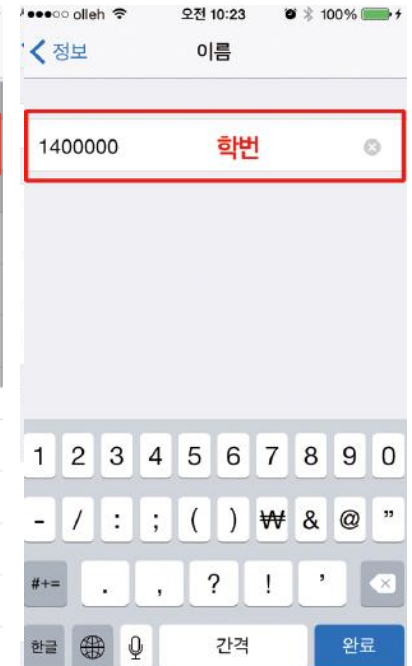 olleh 오전 10:23 100%
정보 이름
1400000 학번
1 2 3 4 5 6 7 8 9 0
- / : ; ( ) ₩ & @ "
#+= . , ? ! '
한글 간격 완료